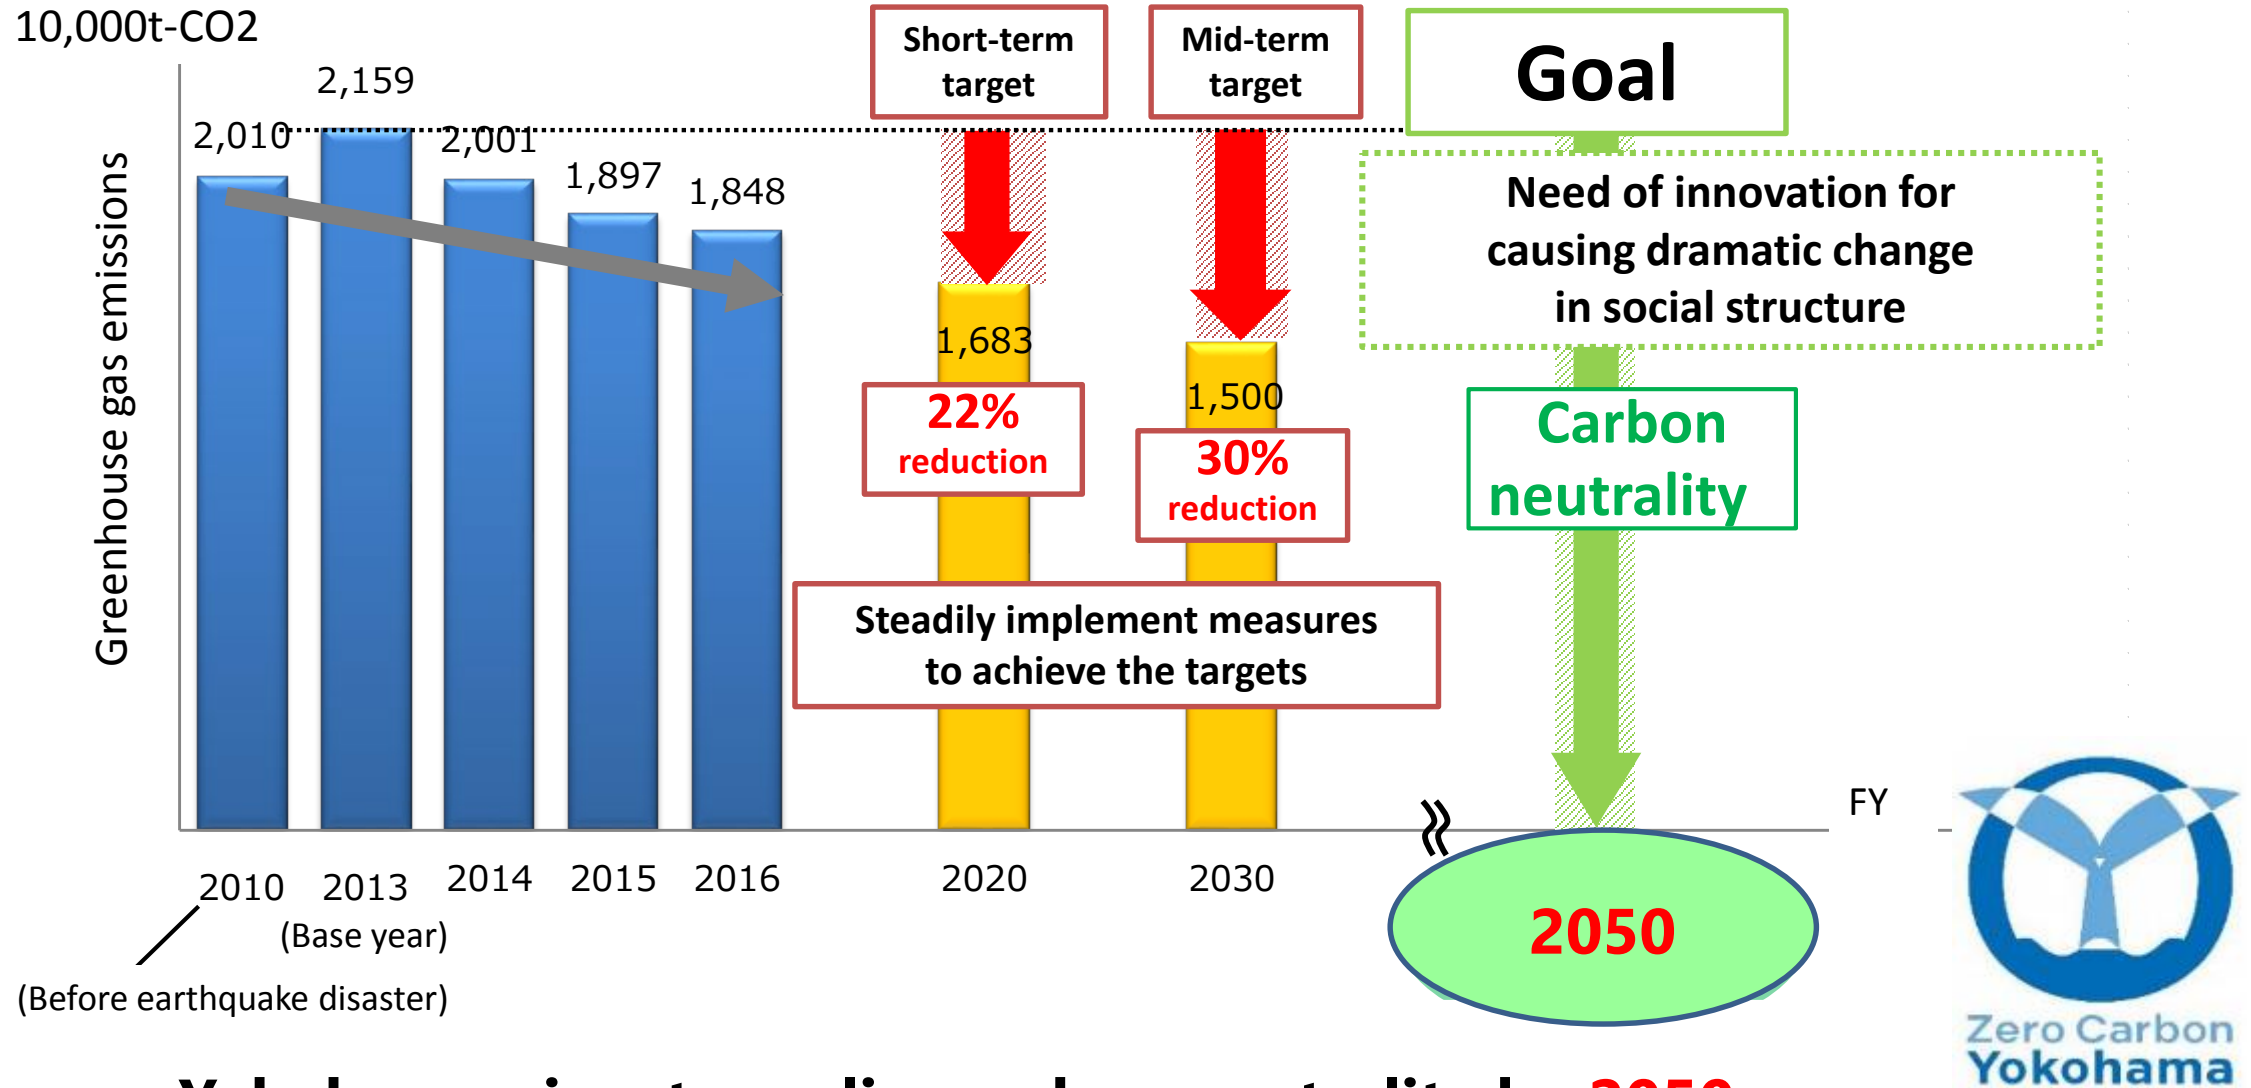 10,000t-CO2
Greenhouse gas emissions
2,010
2,159
2,001
1,897
1,848
Short-term
target
Mid-term
target
Goal
Need of innovation for
causing dramatic change
in social structure
1,683
22%
reduction
1,500
30%
reduction
Carbon
neutrality
Steadily implement measures
to achieve the targets
FY
2010
2013
2014
2015
2016
2020
2030
(Base year)
(Before earthquake disaster)
2050
Zero Carbon
Yokohama
2050